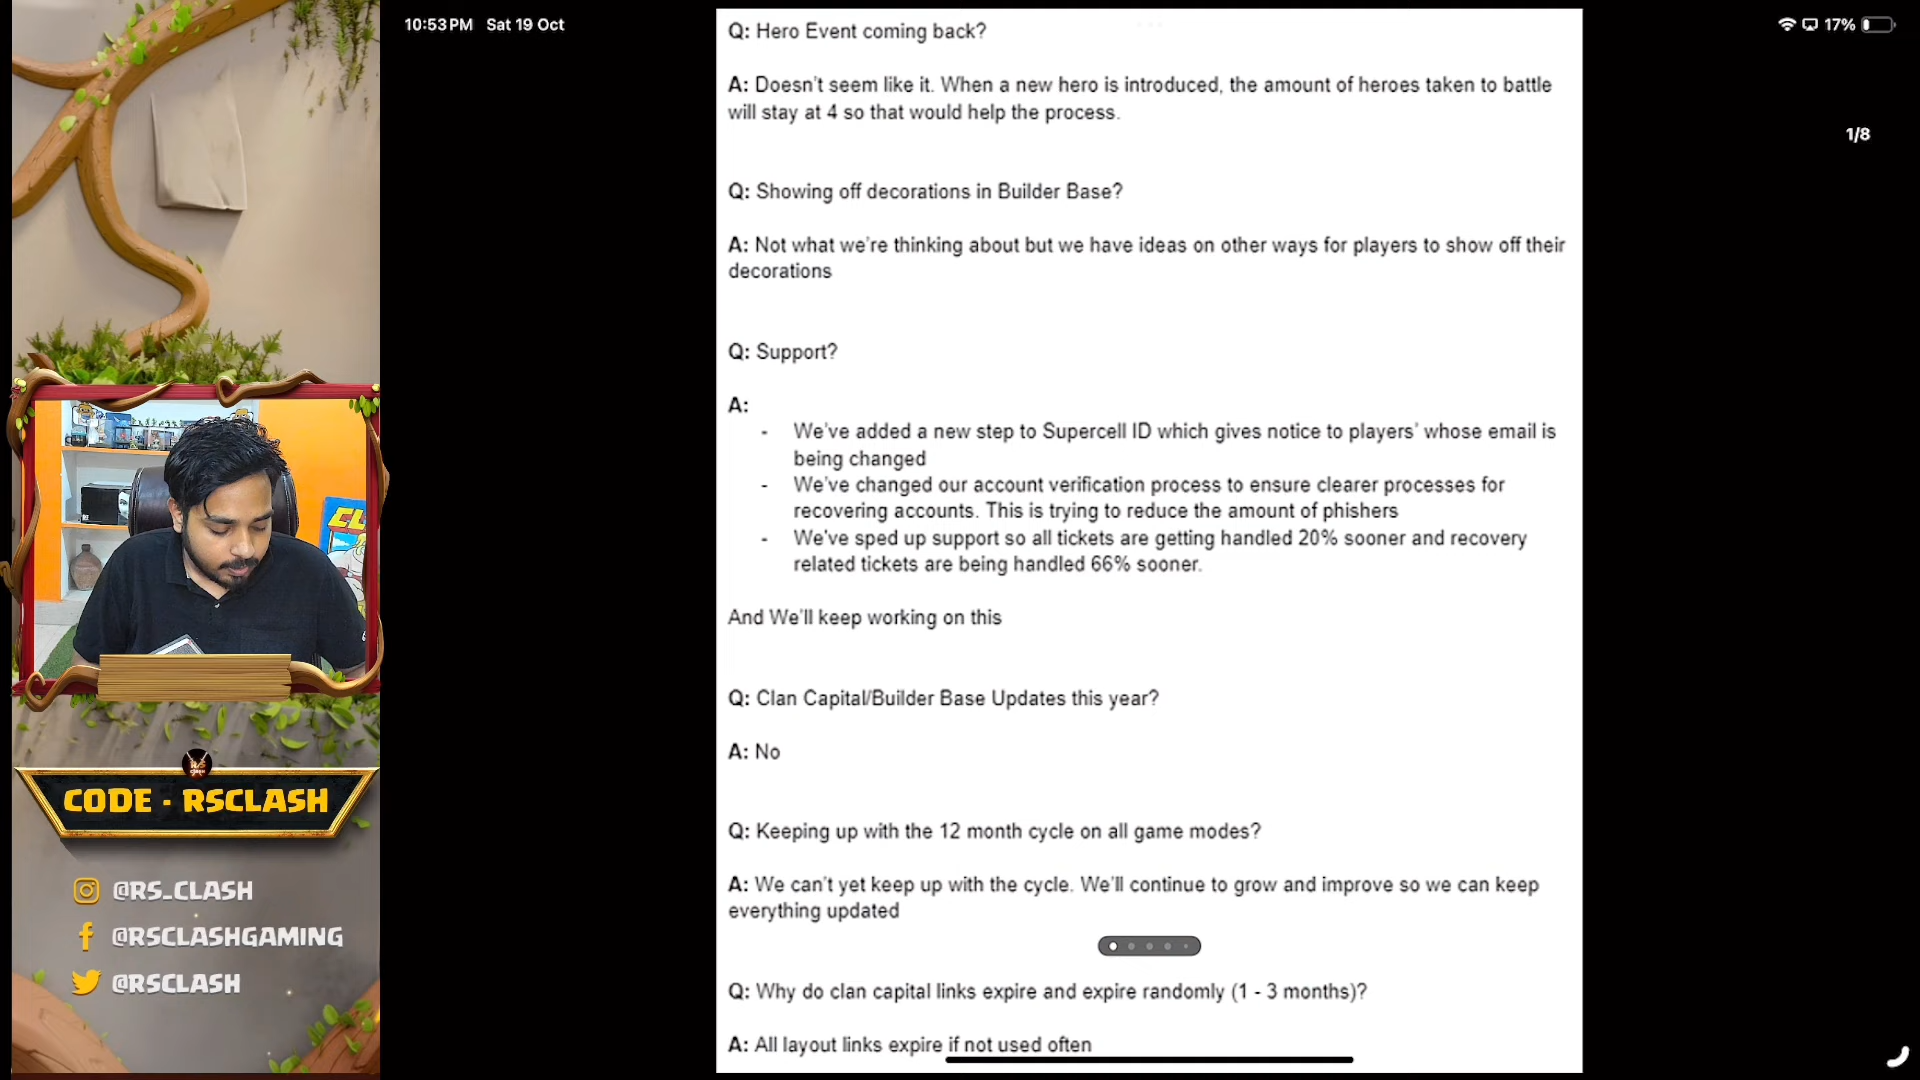 10:53 PM Sat 19 Oct
17%
1/8
Q: Hero Event coming back?
A: Doesn't seem like it. When a new hero is introduced, the amount of heroes taken to battle
will stay at 4 so that would help the process.
Q: Showing off decorations in Builder Base?
A: Not what we're thinking about but we have ideas on other ways for players to show off their
decorations
Q: Support?
A:
- We've added a new step to Supercell ID which gives notice to players' whose email is
being changed
- We've changed our account verification process to ensure clearer processes for
recovering accounts. This is trying to reduce the amount of phishers
- We've sped up support so all tickets are getting handled 20% sooner and recovery
related tickets are being handled 66% sooner.
And We'll keep working on this
Q: Clan Capital/Builder Base Updates this year?
A: No
Q: Keeping up with the 12 month cycle on all game modes?
A: We can't yet keep up with the cycle. We'll continue to grow and improve so we can keep
everything updated
Q: Why do clan capital links expire and expire randomly (1 - 3 months)?
A: All layout links expire if not used often
CL
CODE - RSCLASH
@RS_CLASH
@RSCLASHGAMING
@RSCLASH